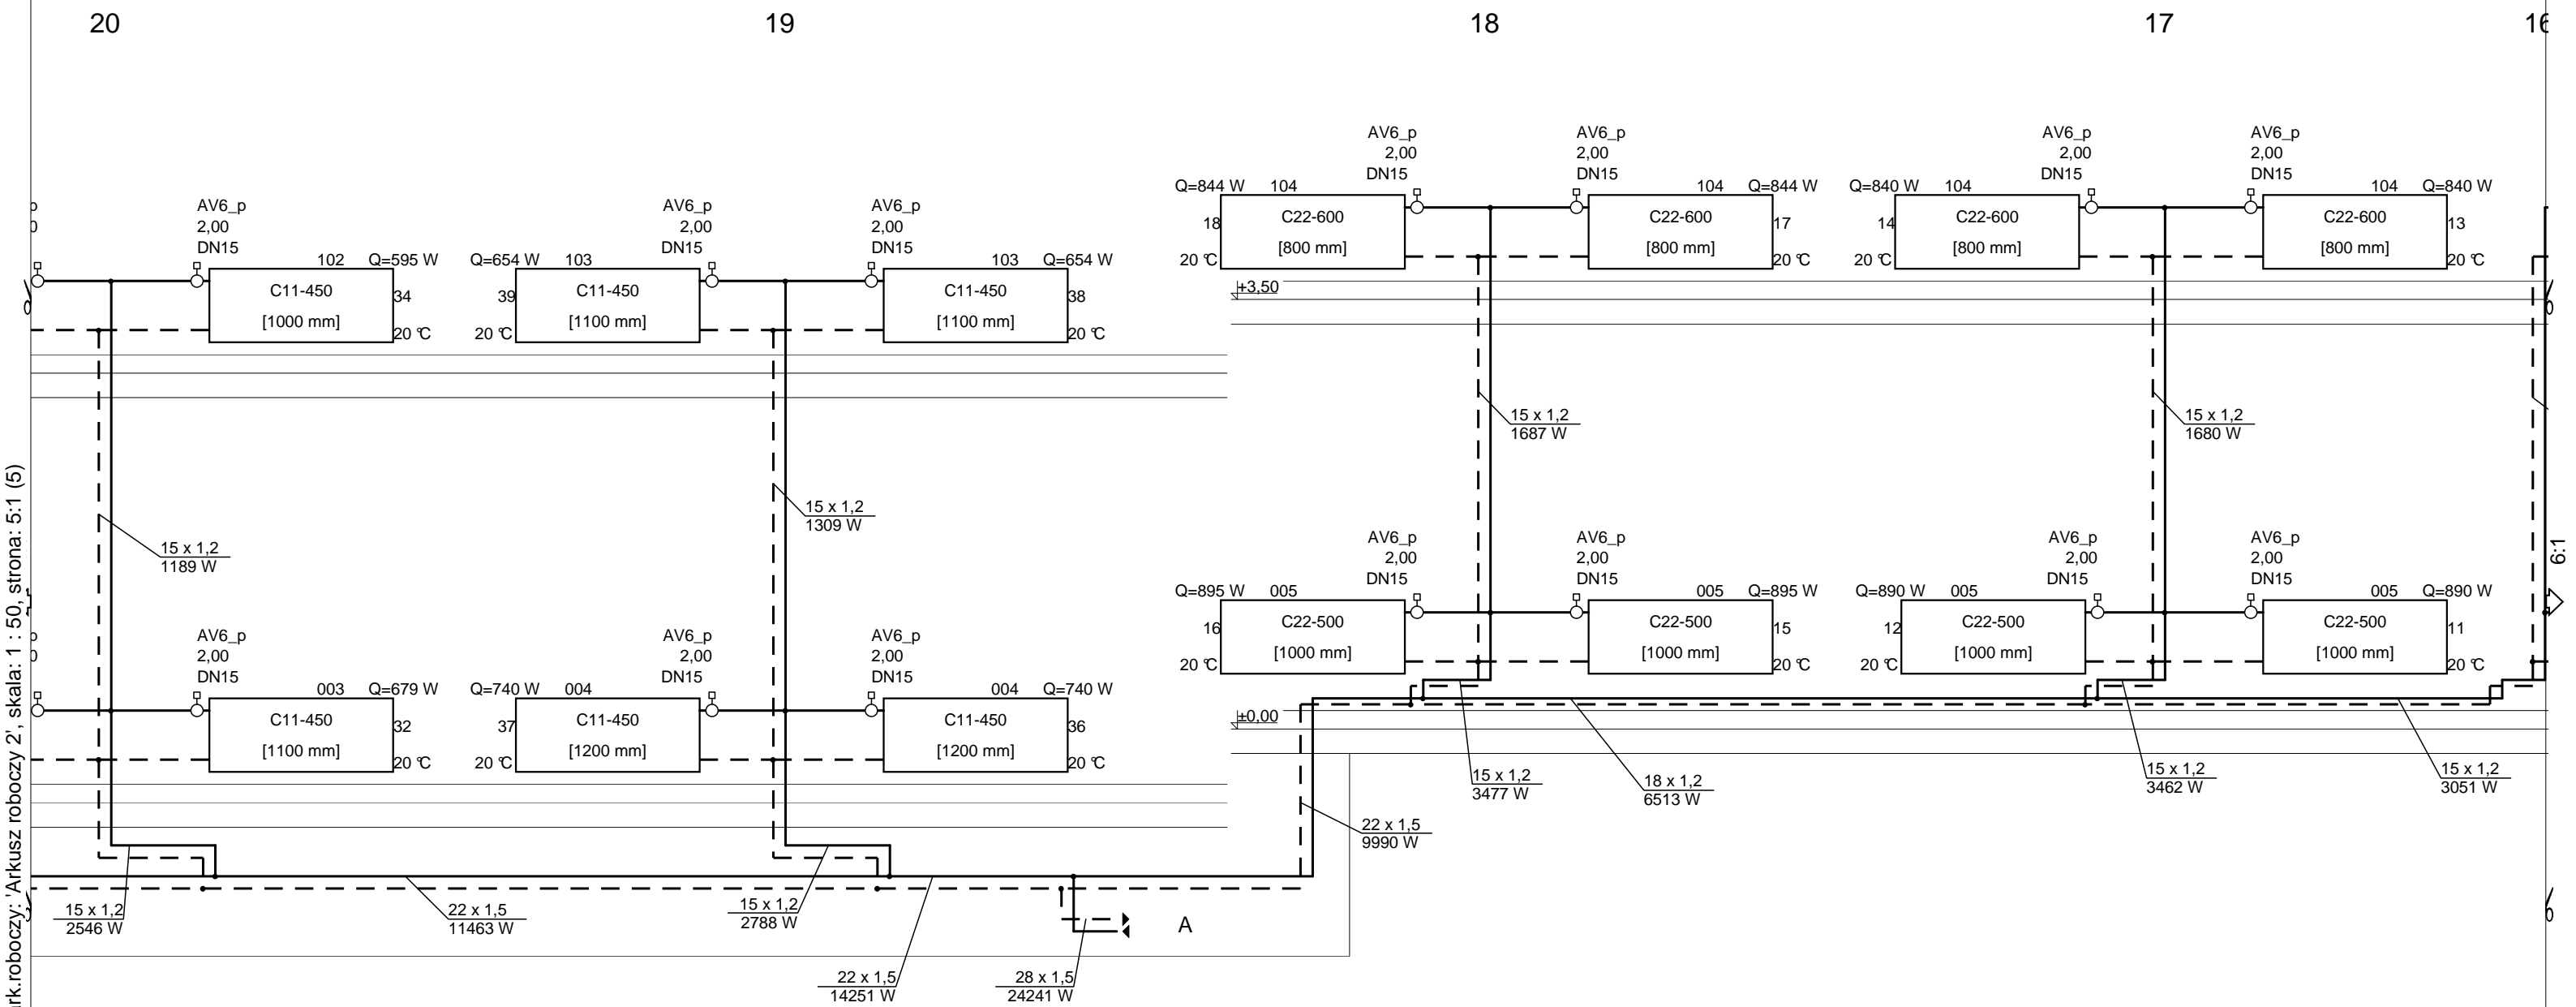 20
19
18
17
16
AV6_p
2,00
DN15
102 Q=595 W
C11-450
[1000 mm]
34
20 ℃
Q=654 W 103
AV6_p
2,00
DN15
39
C11-450
[1100 mm]
20 ℃
AV6_p
2,00
DN15
103 Q=654 W
C11-450
[1100 mm]
38
20 ℃
Q=844 W 104
AV6_p
2,00
DN15
18
C22-600
[800 mm]
20 ℃
AV6_p
2,00
DN15
104 Q=844 W
C22-600
[800 mm]
17
20 ℃
Q=840 W 104
AV6_p
2,00
DN15
14
C22-600
[800 mm]
20 ℃
AV6_p
2,00
DN15
104 Q=840 W
C22-600
[800 mm]
13
20 ℃
+3,50
15 x 1,2
1189 W
15 x 1,2
1309 W
15 x 1,2
1687 W
15 x 1,2
1680 W
AV6_p
2,00
DN15
003 Q=679 W
C11-450
[1100 mm]
32
20 ℃
Q=740 W 004
AV6_p
2,00
DN15
37
C11-450
[1200 mm]
20 ℃
AV6_p
2,00
DN15
004 Q=740 W
C11-450
[1200 mm]
36
20 ℃
Q=895 W 005
AV6_p
2,00
DN15
16
C22-500
[1000 mm]
20 ℃
AV6_p
2,00
DN15
005 Q=895 W
C22-500
[1000 mm]
15
20 ℃
Q=890 W 005
AV6_p
2,00
DN15
12
C22-500
[1000 mm]
20 ℃
AV6_p
2,00
DN15
005 Q=890 W
C22-500
[1000 mm]
11
20 ℃
6:1
±0,00
15 x 1,2
3477 W
18 x 1,2
6513 W
15 x 1,2
3462 W
15 x 1,2
3051 W
22 x 1,5
9990 W
15 x 1,2
2546 W
22 x 1,5
11463 W
15 x 1,2
2788 W
A
22 x 1,5
14251 W
28 x 1,5
24241 W
rk.roboczy: 'Arkusz roboczy 2', skala: 1 : 50, strona: 5:1 (5)